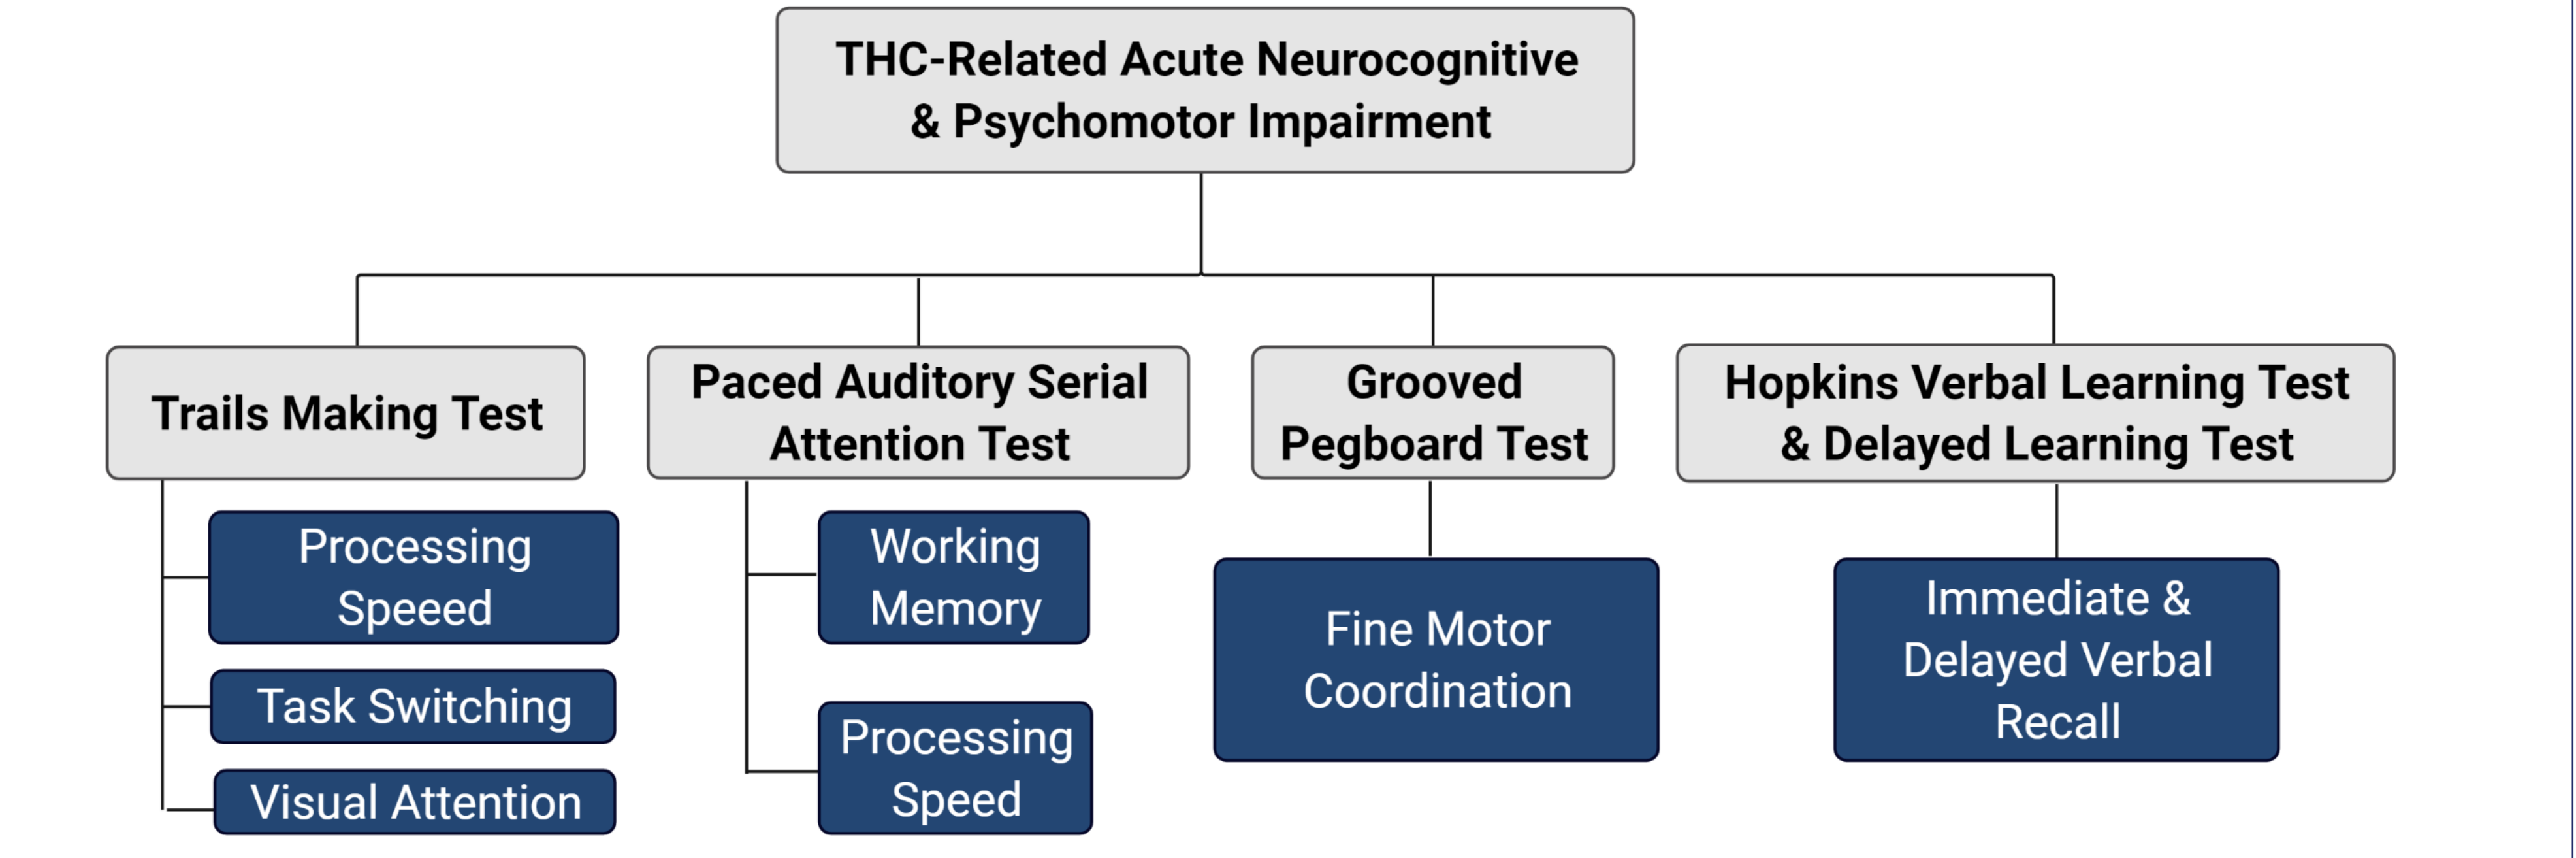 THC-Related Acute Neurocognitive
& Psychomotor Impairment
Trails Making Test
Processing
Speeed
Task Switching
Visual Attention
Paced Auditory Serial
Attention Test
Working
Memory
Processing
Speed
Grooved
Pegboard Test
Fine Motor
Coordination
Hopkins Verbal Learning Test
& Delayed Learning Test
Immediate &
Delayed Verbal
Recall